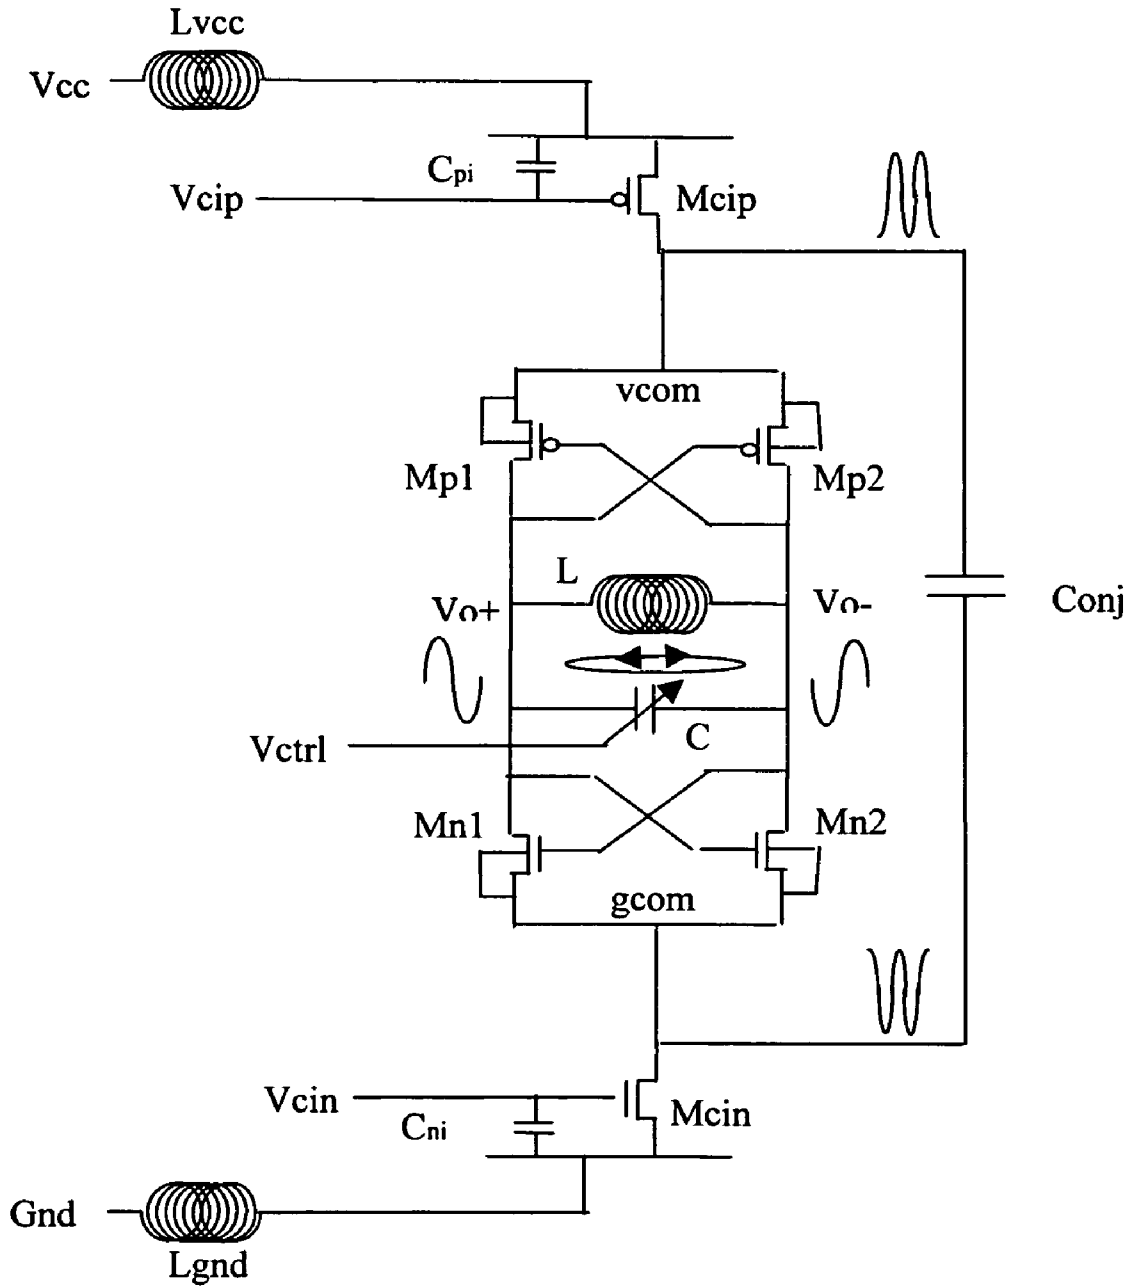 Lvcc
Vcc
Cpi
Vcip
Mcip
vcom
Mp1
Mp2
L
Vo+
Vo-
Conj
Vctrl
C
Mn1
Mn2
gcom
Vcin
Cni
Mcin
Gnd
Lgnd